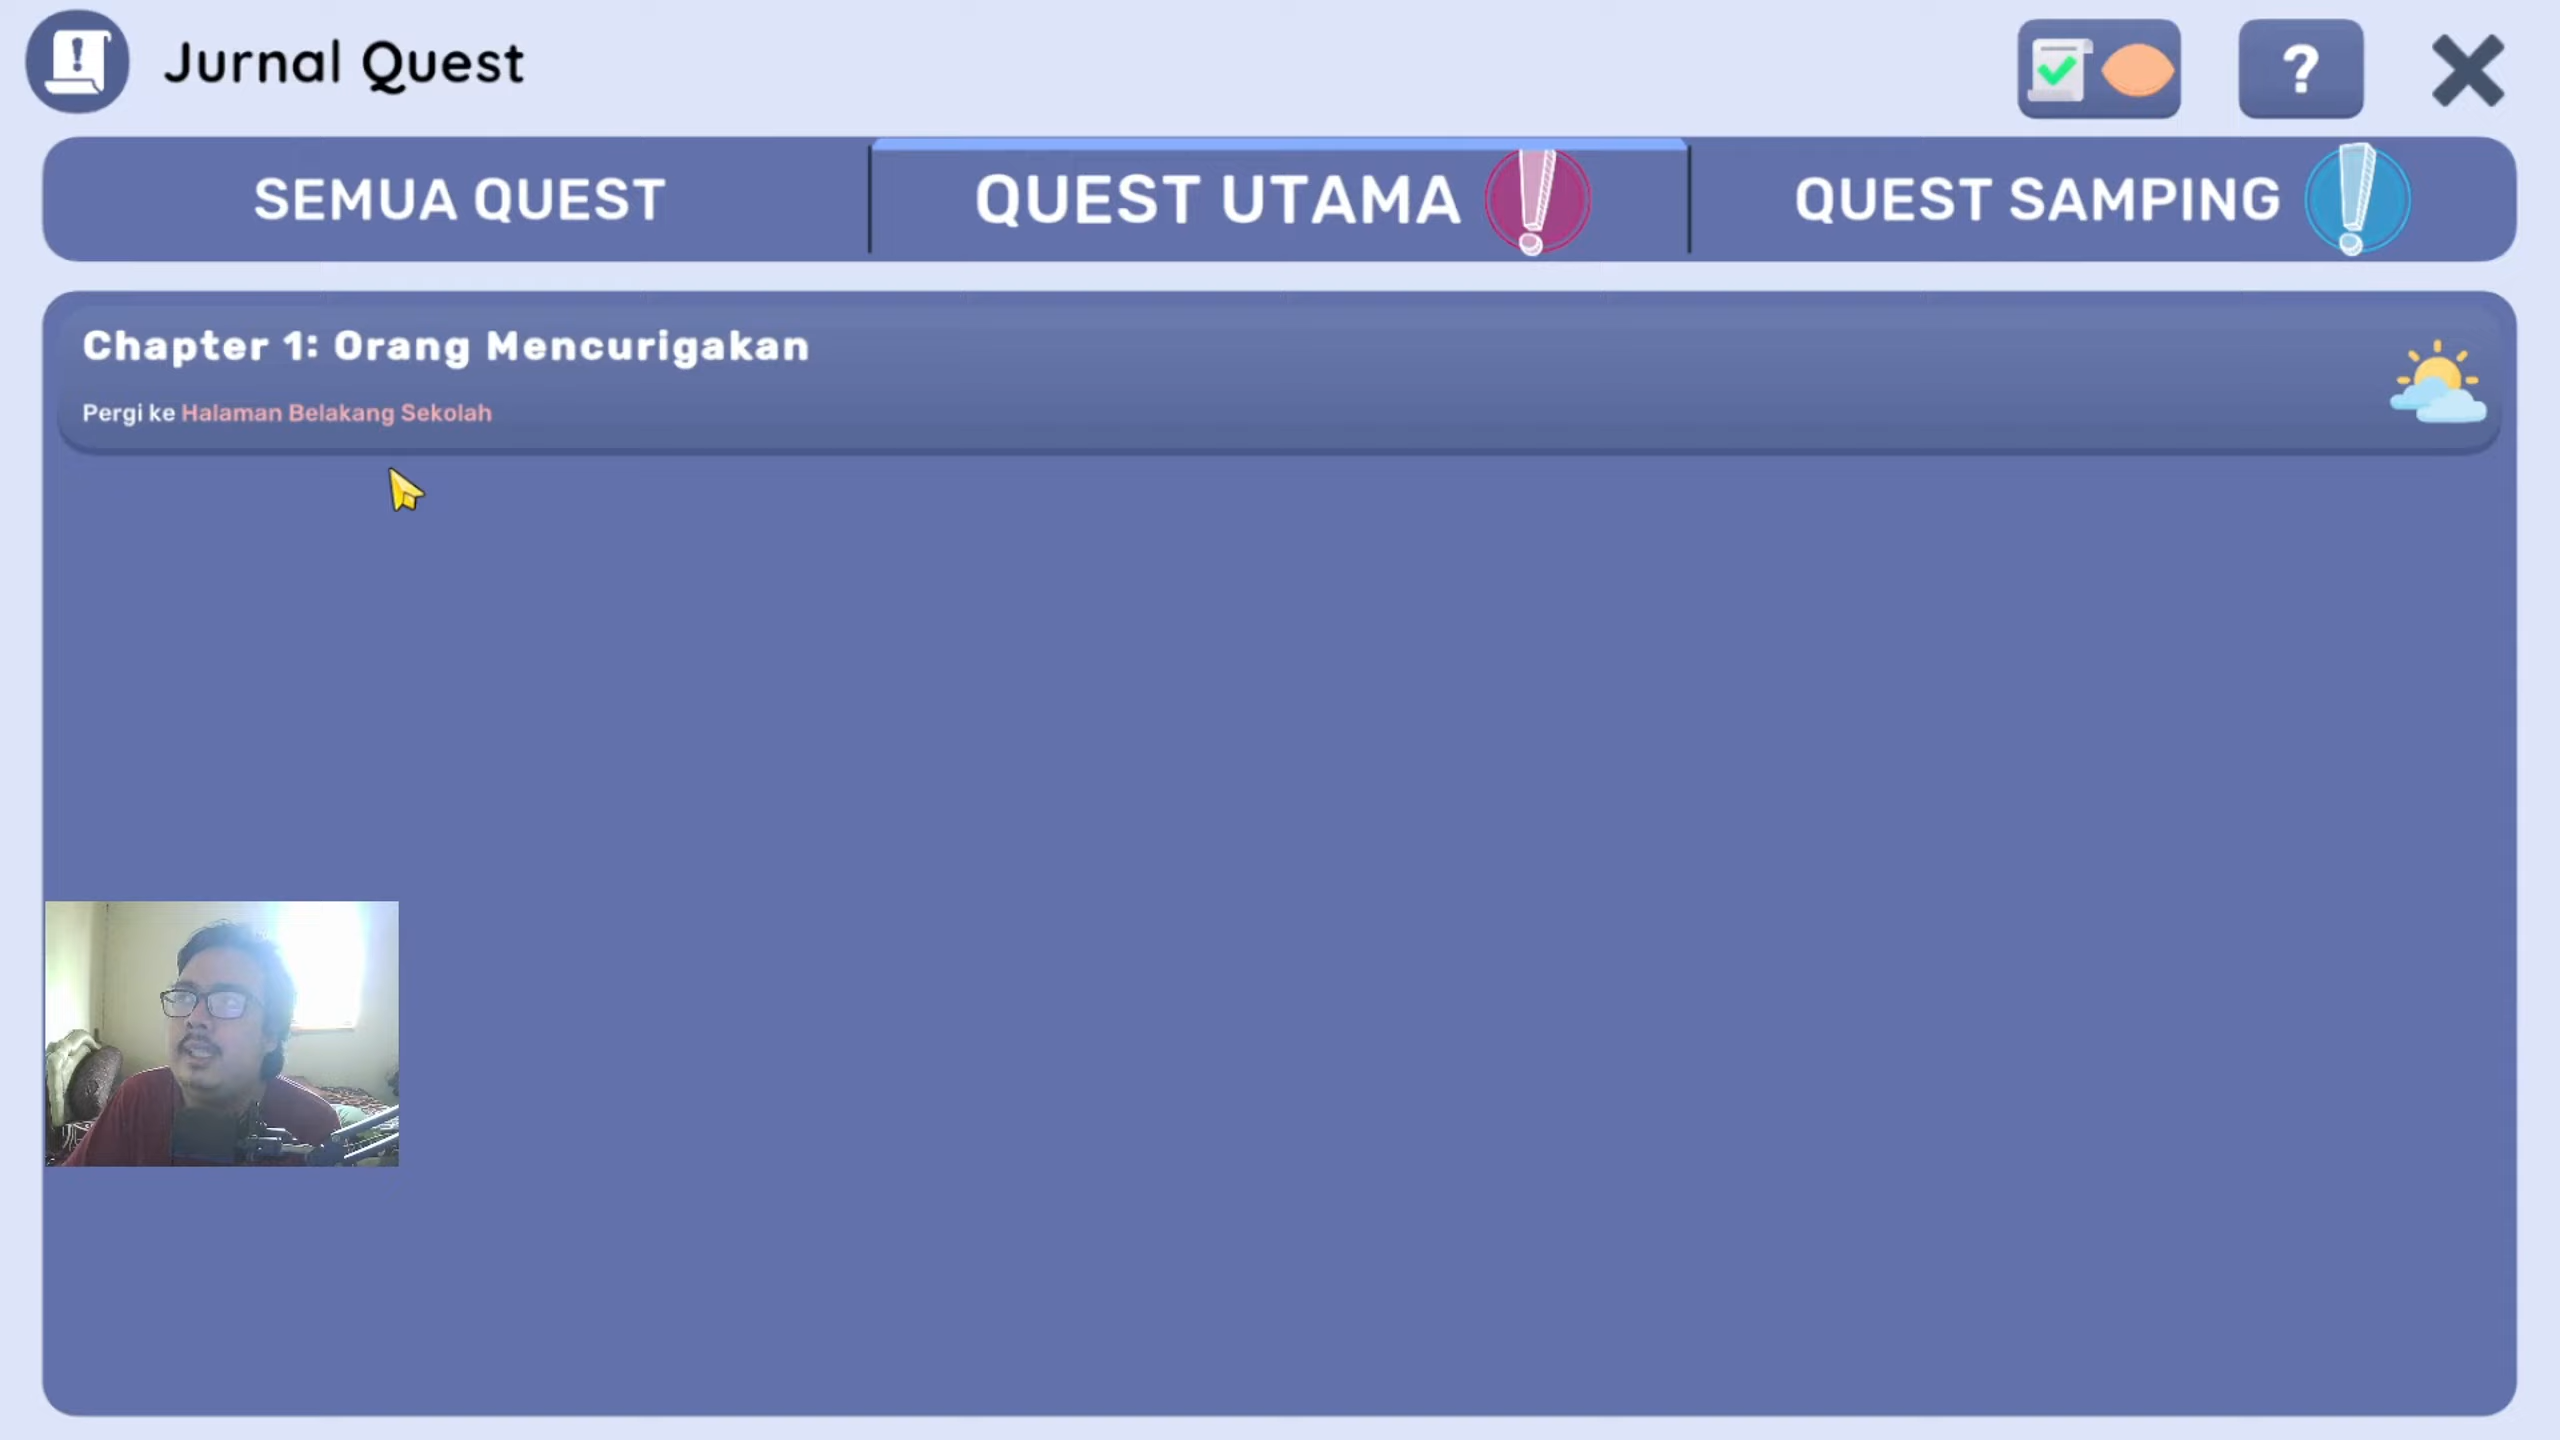 Jurnal Quest
?
SEMUA QUEST
QUEST UTAMA
QUEST SAMPING
Chapter 1: Orang Mencurigakan
Pergi ke Halaman Belakang Sekolah